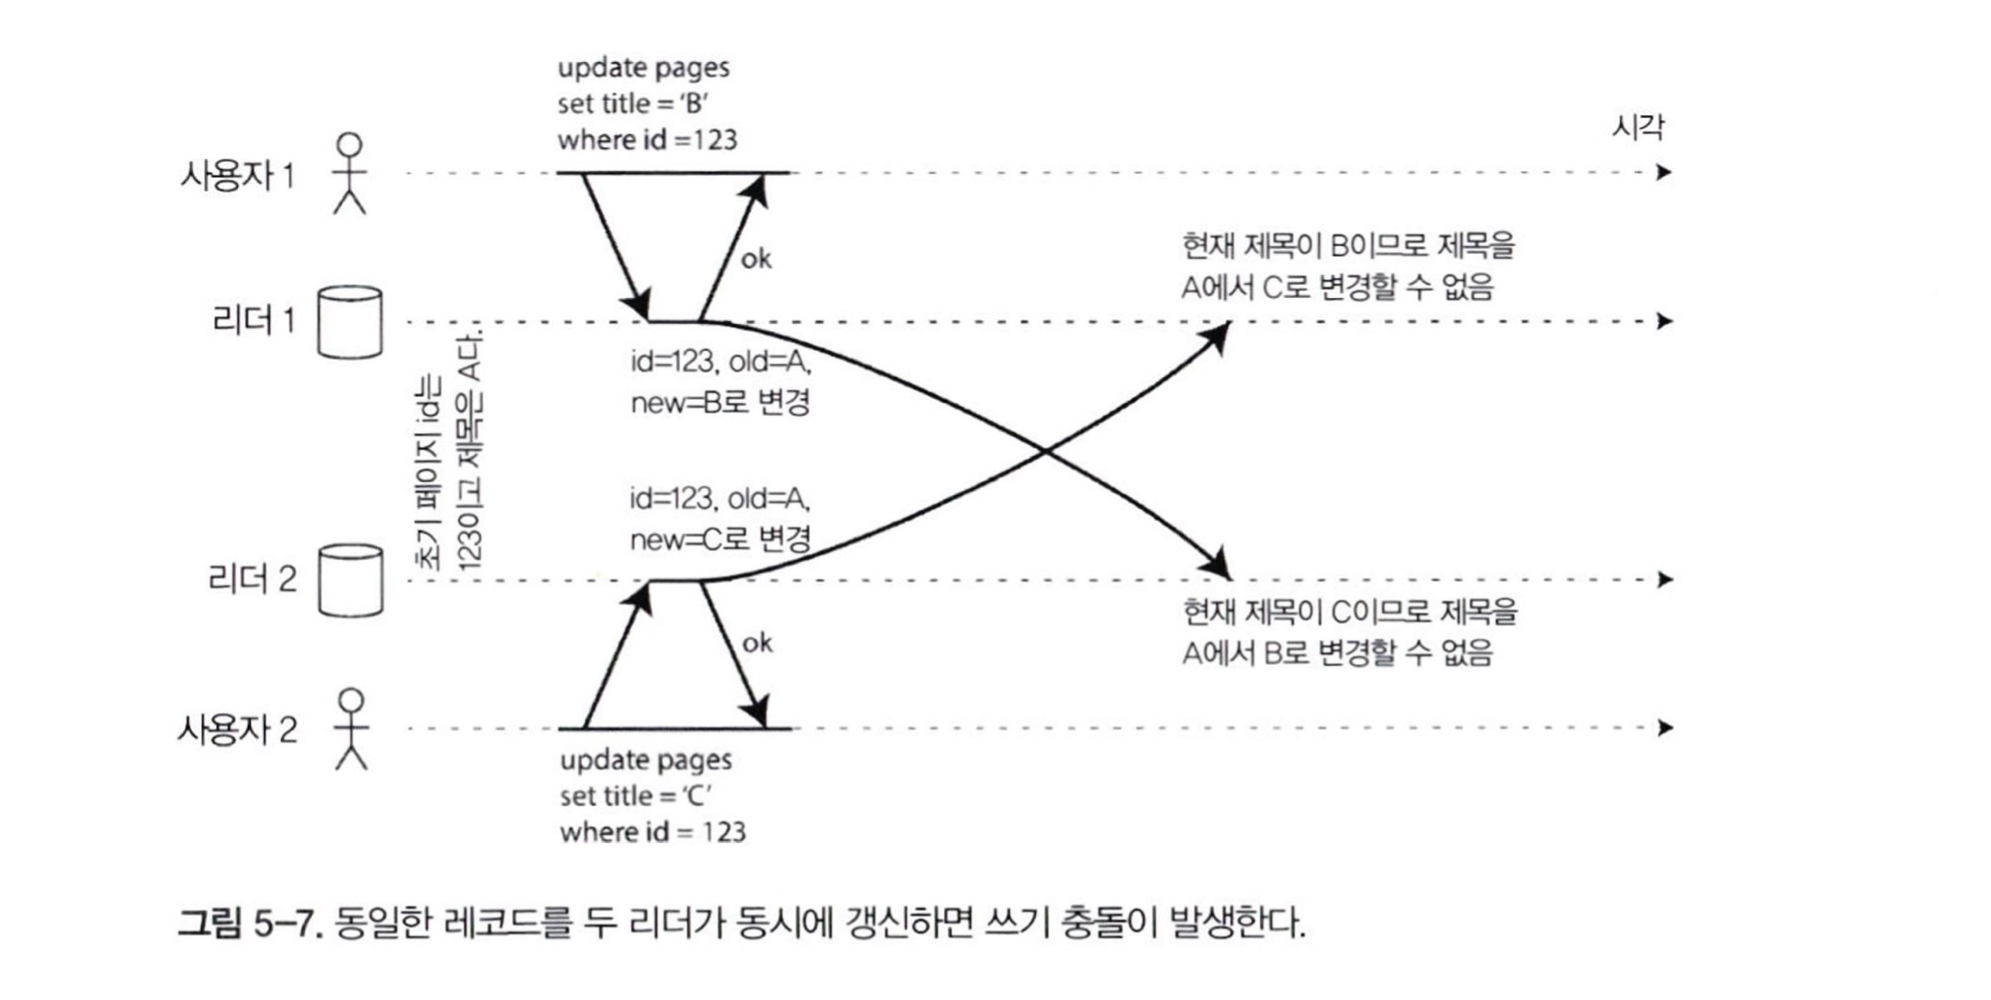 update pages
set title = ‘B’
where id =123
시각
사용자 1
ok
현재 제목이 B이므로 제목을
A에서 C로 변경할 수 없음
리더 1
id=123, old=A,
new=B로 변경
초기 페이지 id는
123이고 제목은 A다.
id=123, old=A,
new=C로 변경
리더 2
현재 제목이 C이므로 제목을
A에서 B로 변경할 수 없음
ok
사용자 2
update pages
set title = ‘C’
where id = 123
그림 5-7. 동일한 레코드를 두 리더가 동시에 갱신하면 쓰기 충돌이 발생한다.